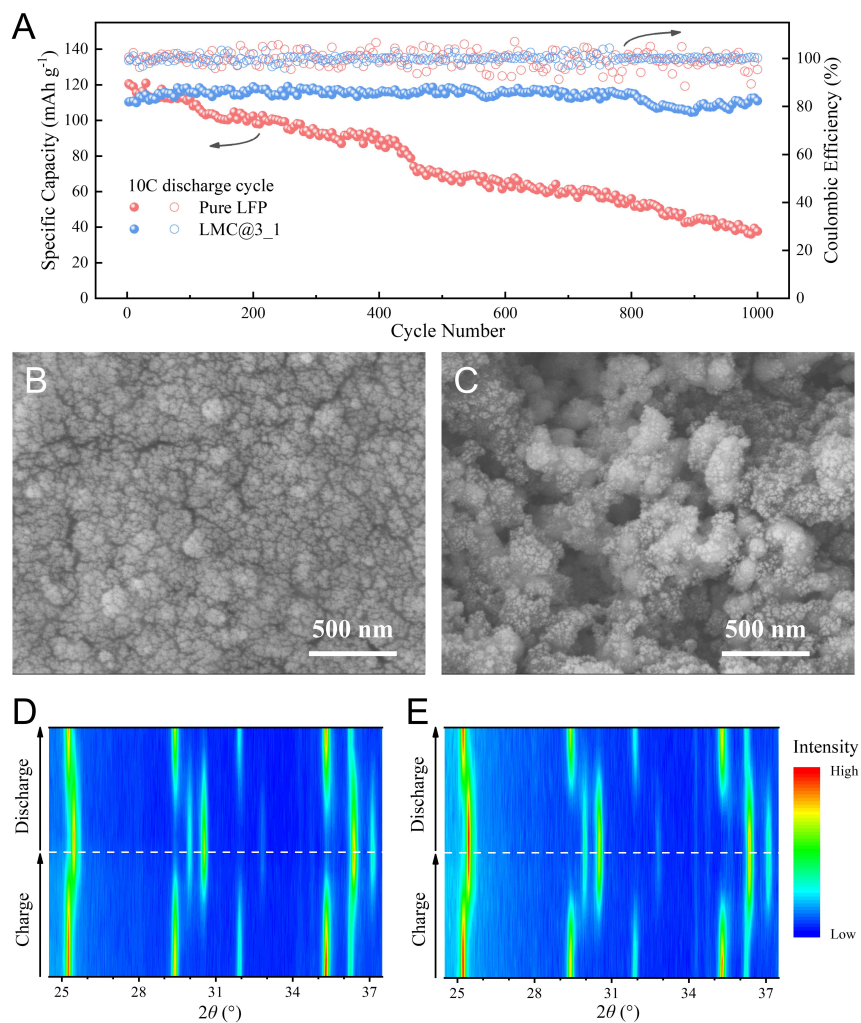 A
Specific Capacity (mAh g⁻¹)
140
120
100
80
60
40
20
0
10C discharge cycle
Pure LFP
LMC@3_1
0
200
400
600
800
1000
Cycle Number
100
80
60
40
20
0
Coulombic Efficiency (%)
B
500 nm
C
500 nm
D
Discharge
Charge
25
28
31
34
37
2θ (°)
E
Discharge
Charge
25
28
31
34
37
2θ (°)
Intensity
High
Low